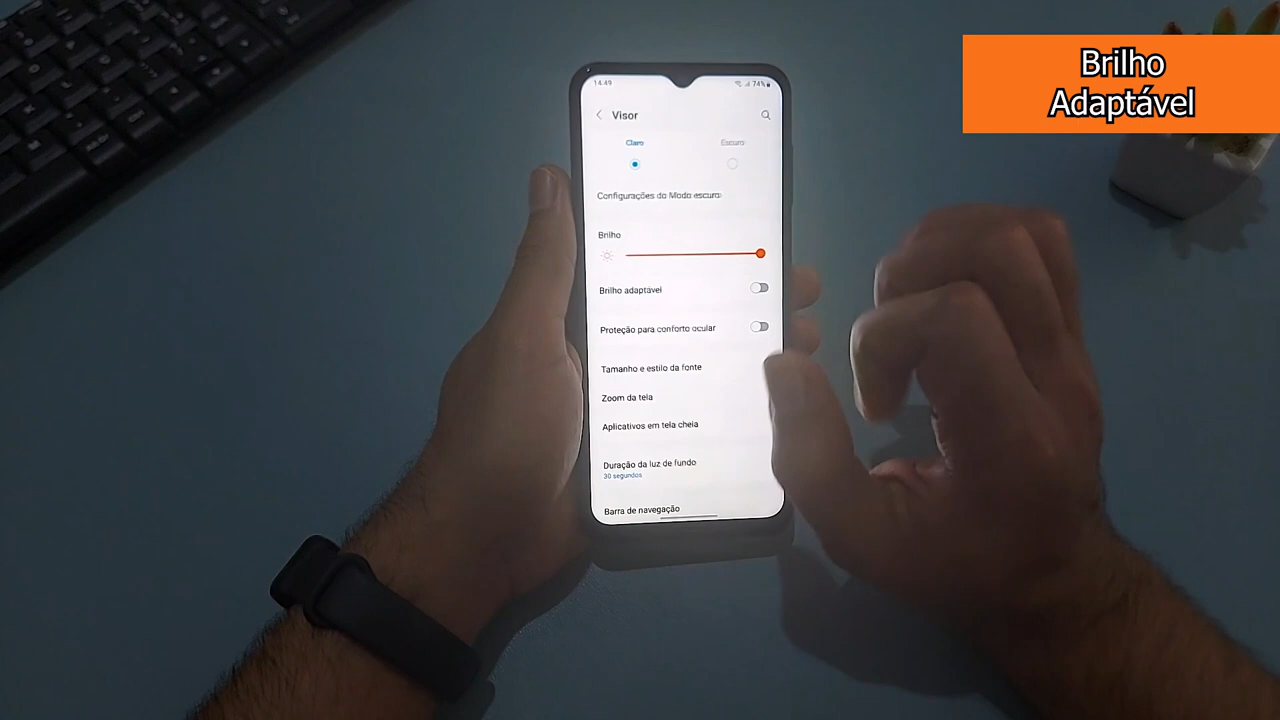 Brilho
Adaptável
14:49
74%
Visor
Claro
Escuro
Configurações do Modo escuro
Brilho
Brilho adaptável
Proteção para conforto ocular
Tamanho e estilo da fonte
Zoom da tela
Aplicativos em tela cheia
Duração da luz de fundo
30 segundos
Barra de navegação